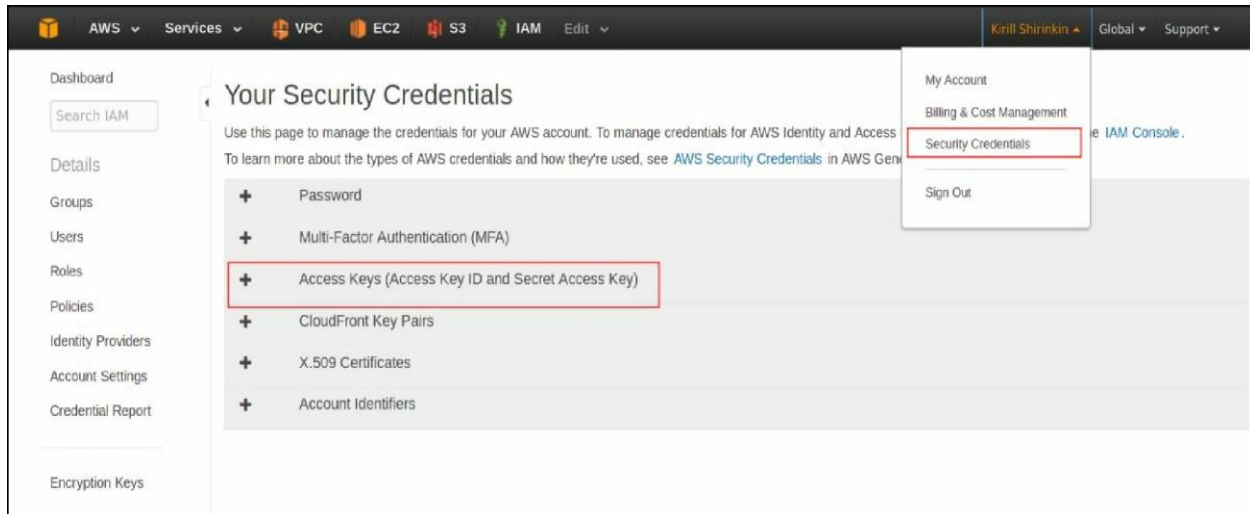 AWS Services VPC EC2 S3 IAM Edit Kirill Shirinkin Global Support
Dashboard
Search IAM
Details
Groups
Users
Roles
Policies
Identity Providers
Account Settings
Credential Report
Encryption Keys
Your Security Credentials
Use this page to manage the credentials for your AWS account. To manage credentials for AWS Identity and Access e IAM Console.
To learn more about the types of AWS credentials and how they're used, see AWS Security Credentials in AWS Gen
Password
Multi-Factor Authentication (MFA)
Access Keys (Access Key ID and Secret Access Key)
CloudFront Key Pairs
X.509 Certificates
Account Identifiers
My Account
Billing & Cost Management
Security Credentials
Sign Out